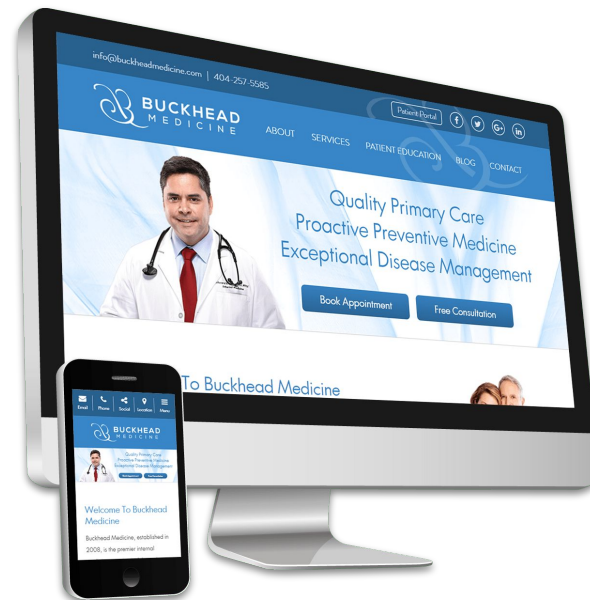 info@buckheadmedicine.com | 404-257-5585
Patient Portal
BUCKHEAD
MEDICINE
ABOUT SERVICES PATIENT EDUCATION BLOG CONTACT
Quality Primary Care
Proactive Preventive Medicine
Exceptional Disease Management
Book Appointment Free Consultation
To Buckhead Medicine
Email Phone Social Location Menu
BUCKHEAD
MEDICINE
Quality Primary Care
Proactive Preventive Medicine
Exceptional Disease Management
Welcome To Buckhead
Medicine
Buckhead Medicine, established in
2008, is the premier internal